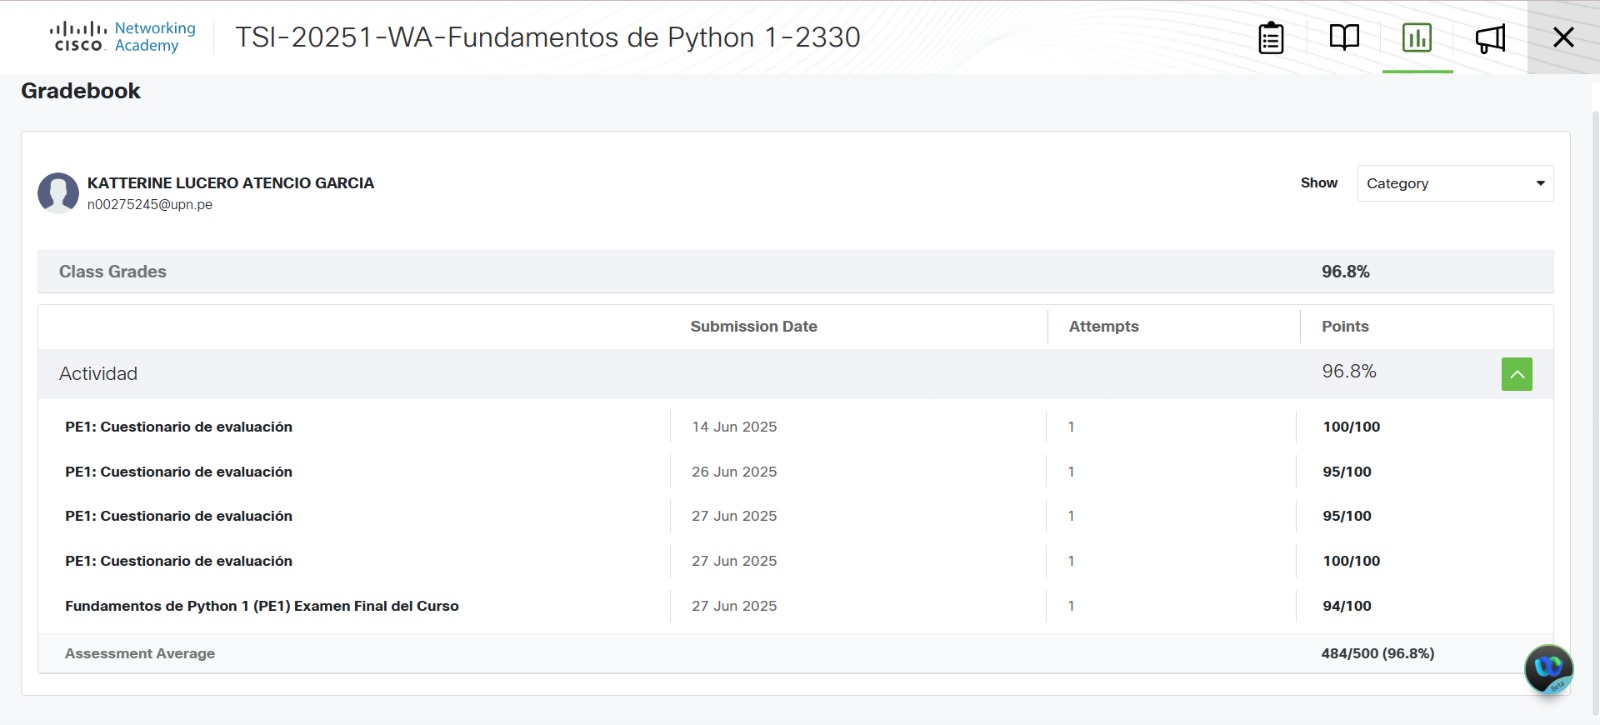 CISCO Networking Academy
TSI-20251-WA-Fundamentos de Python 1-2330
Gradebook
KATTERINE LUCERO ATENCIO GARCIA
n00275245@upn.pe
Show Category
Class Grades 96.8%
Submission Date Attempts Points
Actividad 96.8%
PE1: Cuestionario de evaluación 14 Jun 2025 1 100/100
PE1: Cuestionario de evaluación 26 Jun 2025 1 95/100
PE1: Cuestionario de evaluación 27 Jun 2025 1 95/100
PE1: Cuestionario de evaluación 27 Jun 2025 1 100/100
Fundamentos de Python 1 (PE1) Examen Final del Curso 27 Jun 2025 1 94/100
Assessment Average 484/500 (96.8%)
Beta